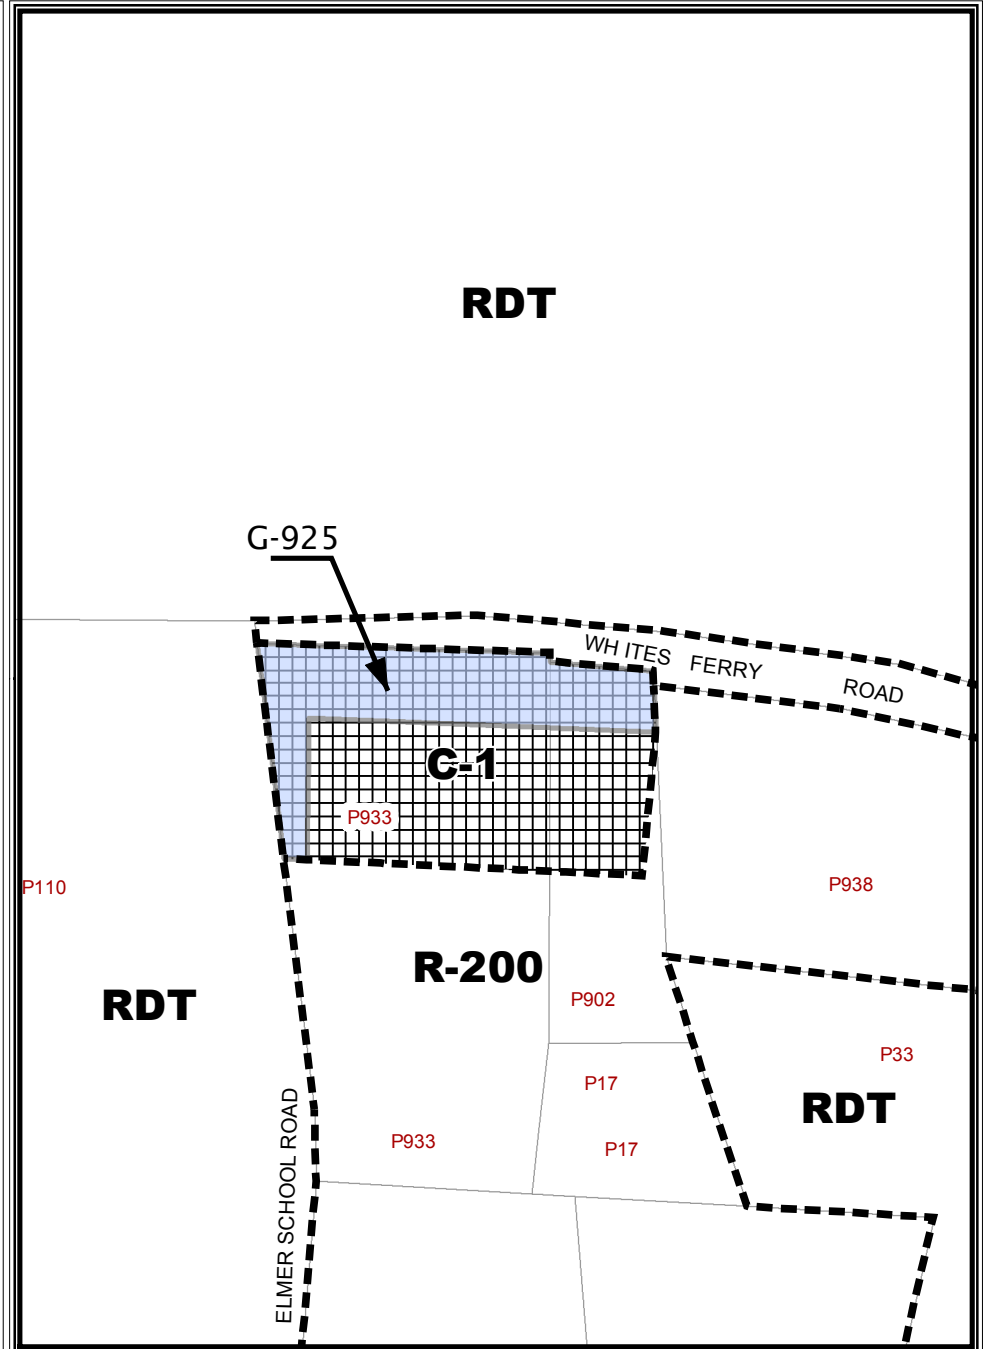 RDT
G-925
WH ITES FERRY ROAD
C-1
P933
P110
P938
R-200
P902
RDT
P33
P17
RDT
P933
P17
ELMER SCHOOL ROAD